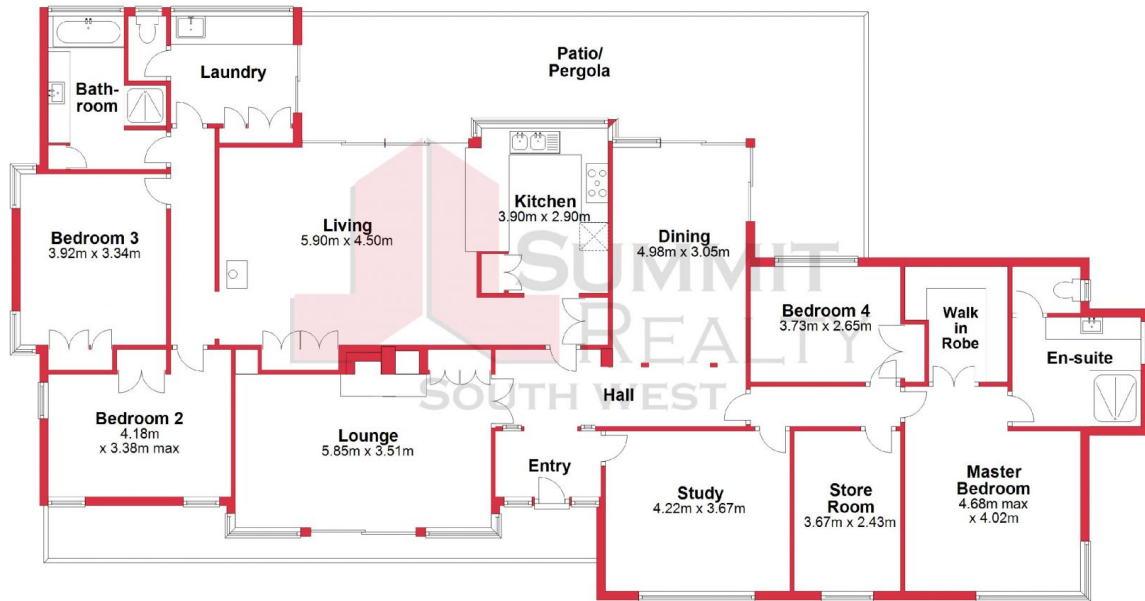 Patio/
Pergola
Laundry
Bath-
room
Bedroom 3
3.92m x 3.34m
Living
5.90m x 4.50m
Kitchen
3.90m x 2.90m
Dining
4.98m x 3.05m
SUMMIT
REALTY
SOUTH WEST
Bedroom 4
3.73m x 2.65m
Walk
in
Robe
En-suite
Bedroom 2
4.18m
x 3.38m max
Lounge
5.85m x 3.51m
Hall
Entry
Study
4.22m x 3.67m
Store
Room
3.67m x 2.43m
Master
Bedroom
4.68m max
x 4.02m